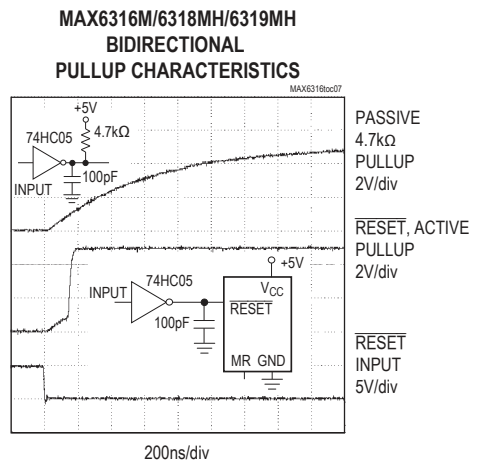 MAX6316M/6318MH/6319MH
BIDIRECTIONAL
PULLUP CHARACTERISTICS
MAX6316toc07
+5V
74HC05
4.7kΩ
100pF
INPUT
PASSIVE
4.7kΩ
PULLUP
2V/div
RESET, ACTIVE
PULLUP
2V/div
+5V
74HC05
INPUT
VCC
RESET
100pF
MR GND
RESET
INPUT
5V/div
200ns/div